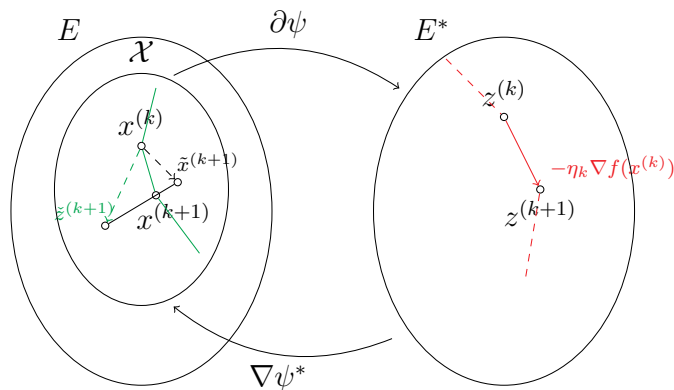 E
∂ψ
E*
𝒳
x^(k)
z^(k)
x̃^(k+1)
−η_k∇f(x^(k))
z̃^(k+1)
x^(k+1)
z^(k+1)
∇ψ*